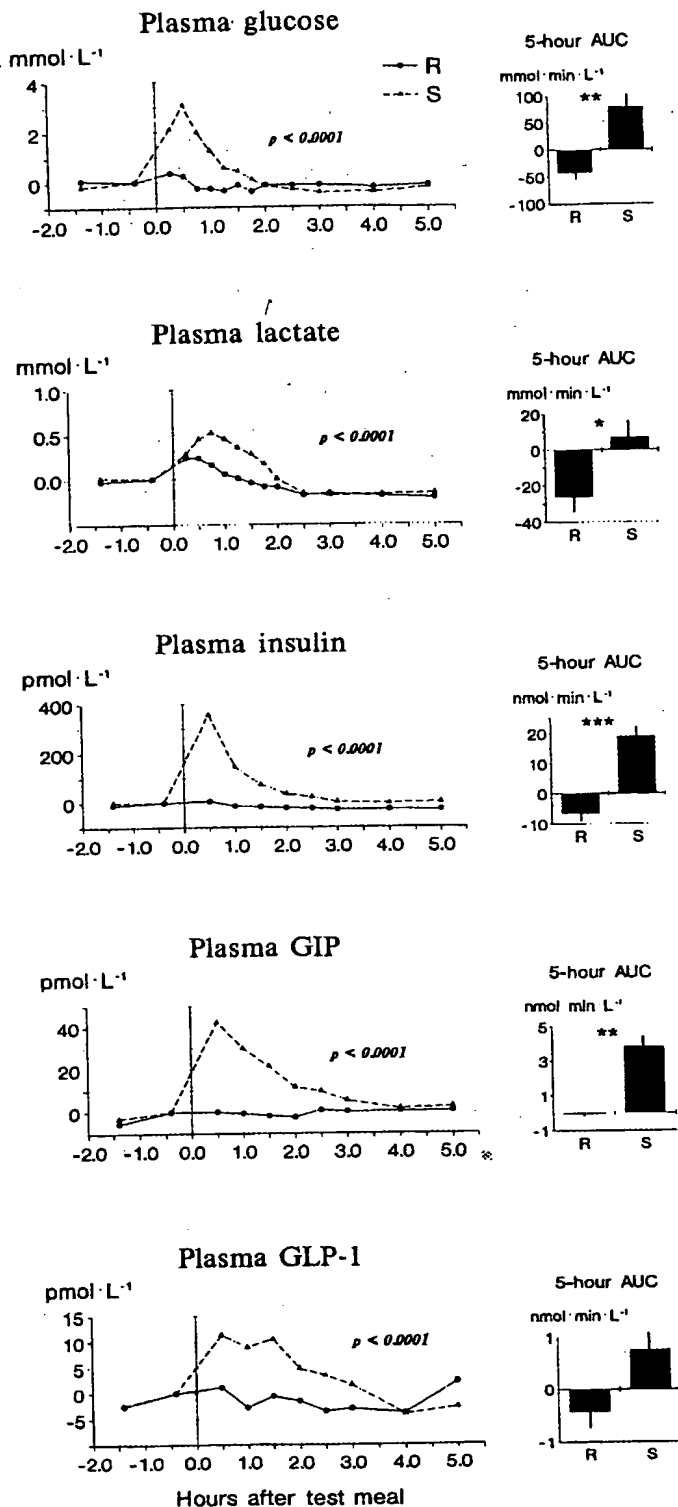 Plasma glucose
mmol·L⁻¹
R
S
4
2
0
p < 0.0001
-2.0 -1.0 0.0 1.0 2.0 3.0 4.0 5.0
5-hour AUC
mmol·min·L⁻¹
100
50
0
-50
-100
**
R S
Plasma lactate
mmol·L⁻¹
1.0
0.5
0.0
p < 0.0001
-2.0 -1.0 0.0 1.0 2.0 3.0 4.0 5.0
5-hour AUC
mmol·min·L⁻¹
20
0
-20
-40
*
R S
Plasma insulin
pmol·L⁻¹
400
200
0
p < 0.0001
-2.0 -1.0 0.0 1.0 2.0 3.0 4.0 5.0
5-hour AUC
nmol·min·L⁻¹
20
10
0
-10
***
R S
Plasma GIP
pmol·L⁻¹
40
20
0
p < 0.0001
-2.0 -1.0 0.0 1.0 2.0 3.0 4.0 5.0
5-hour AUC
nmol min L⁻¹
5
3
1
-1
**
R S
Plasma GLP-1
pmol·L⁻¹
15
10
5
0
-5
p < 0.0001
-2.0 -1.0 0.0 1.0 2.0 3.0 4.0 5.0
Hours after test meal
5-hour AUC
nmol·min·L⁻¹
1
0
-1
R S